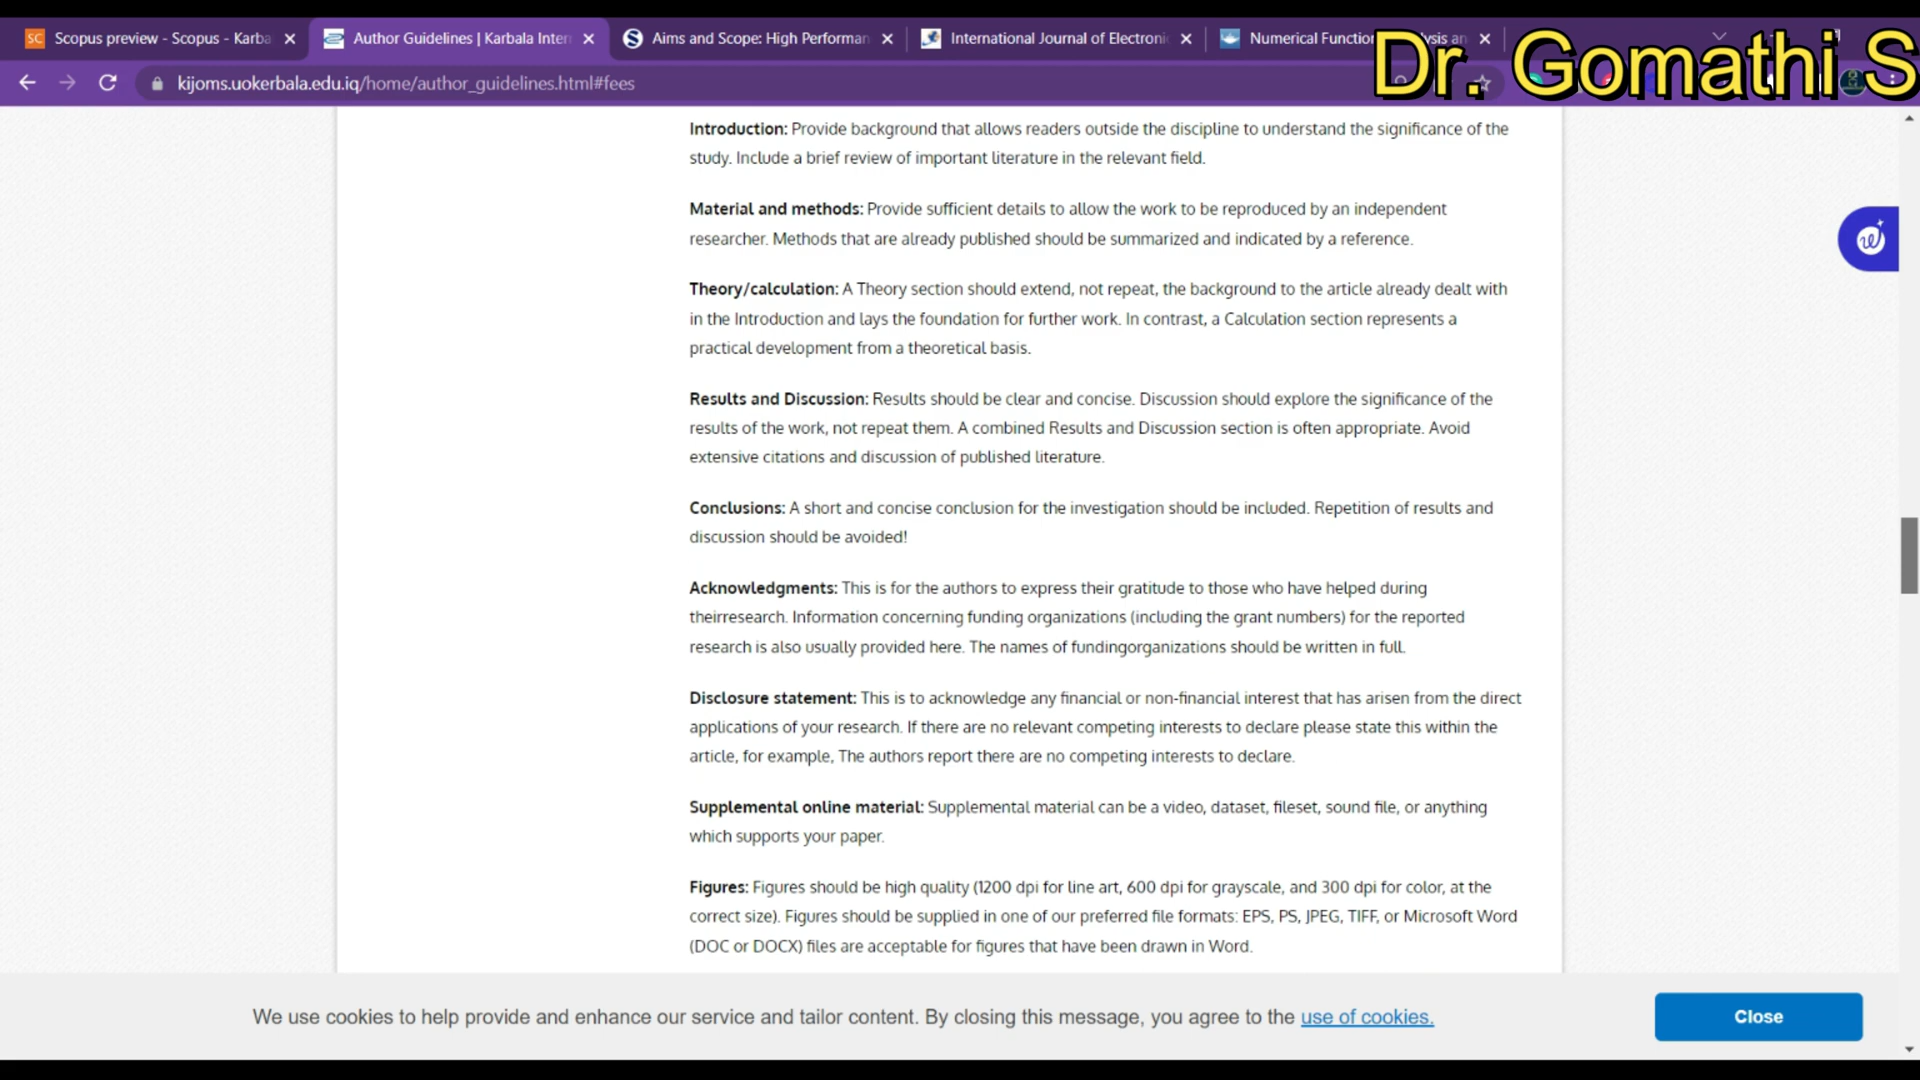 Scopus preview - Scopus - Karba
Author Guidelines | Karbala Inter
Aims and Scope: High Performan
International Journal of Electroni
Numerical Function
Dr. Gomathi S
kijoms.uokerbala.edu.iq/home/author_guidelines.html#fees
Introduction: Provide background that allows readers outside the discipline to understand the significance of the
study. Include a brief review of important literature in the relevant field.
Material and methods: Provide sufficient details to allow the work to be reproduced by an independent
researcher. Methods that are already published should be summarized and indicated by a reference.
Theory/calculation: A Theory section should extend, not repeat, the background to the article already dealt with
in the Introduction and lays the foundation for further work. In contrast, a Calculation section represents a
practical development from a theoretical basis.
Results and Discussion: Results should be clear and concise. Discussion should explore the significance of the
results of the work, not repeat them. A combined Results and Discussion section is often appropriate. Avoid
extensive citations and discussion of published literature.
Conclusions: A short and concise conclusion for the investigation should be included. Repetition of results and
discussion should be avoided!
Acknowledgments: This is for the authors to express their gratitude to those who have helped during
theirresearch. Information concerning funding organizations (including the grant numbers) for the reported
research is also usually provided here. The names of fundingorganizations should be written in full.
Disclosure statement: This is to acknowledge any financial or non-financial interest that has arisen from the direct
applications of your research. If there are no relevant competing interests to declare please state this within the
article, for example, The authors report there are no competing interests to declare.
Supplemental online material: Supplemental material can be a video, dataset, fileset, sound file, or anything
which supports your paper.
Figures: Figures should be high quality (1200 dpi for line art, 600 dpi for grayscale, and 300 dpi for color, at the
correct size). Figures should be supplied in one of our preferred file formats: EPS, PS, JPEG, TIFF, or Microsoft Word
(DOC or DOCX) files are acceptable for figures that have been drawn in Word.
We use cookies to help provide and enhance our service and tailor content. By closing this message, you agree to the use of cookies.
Close